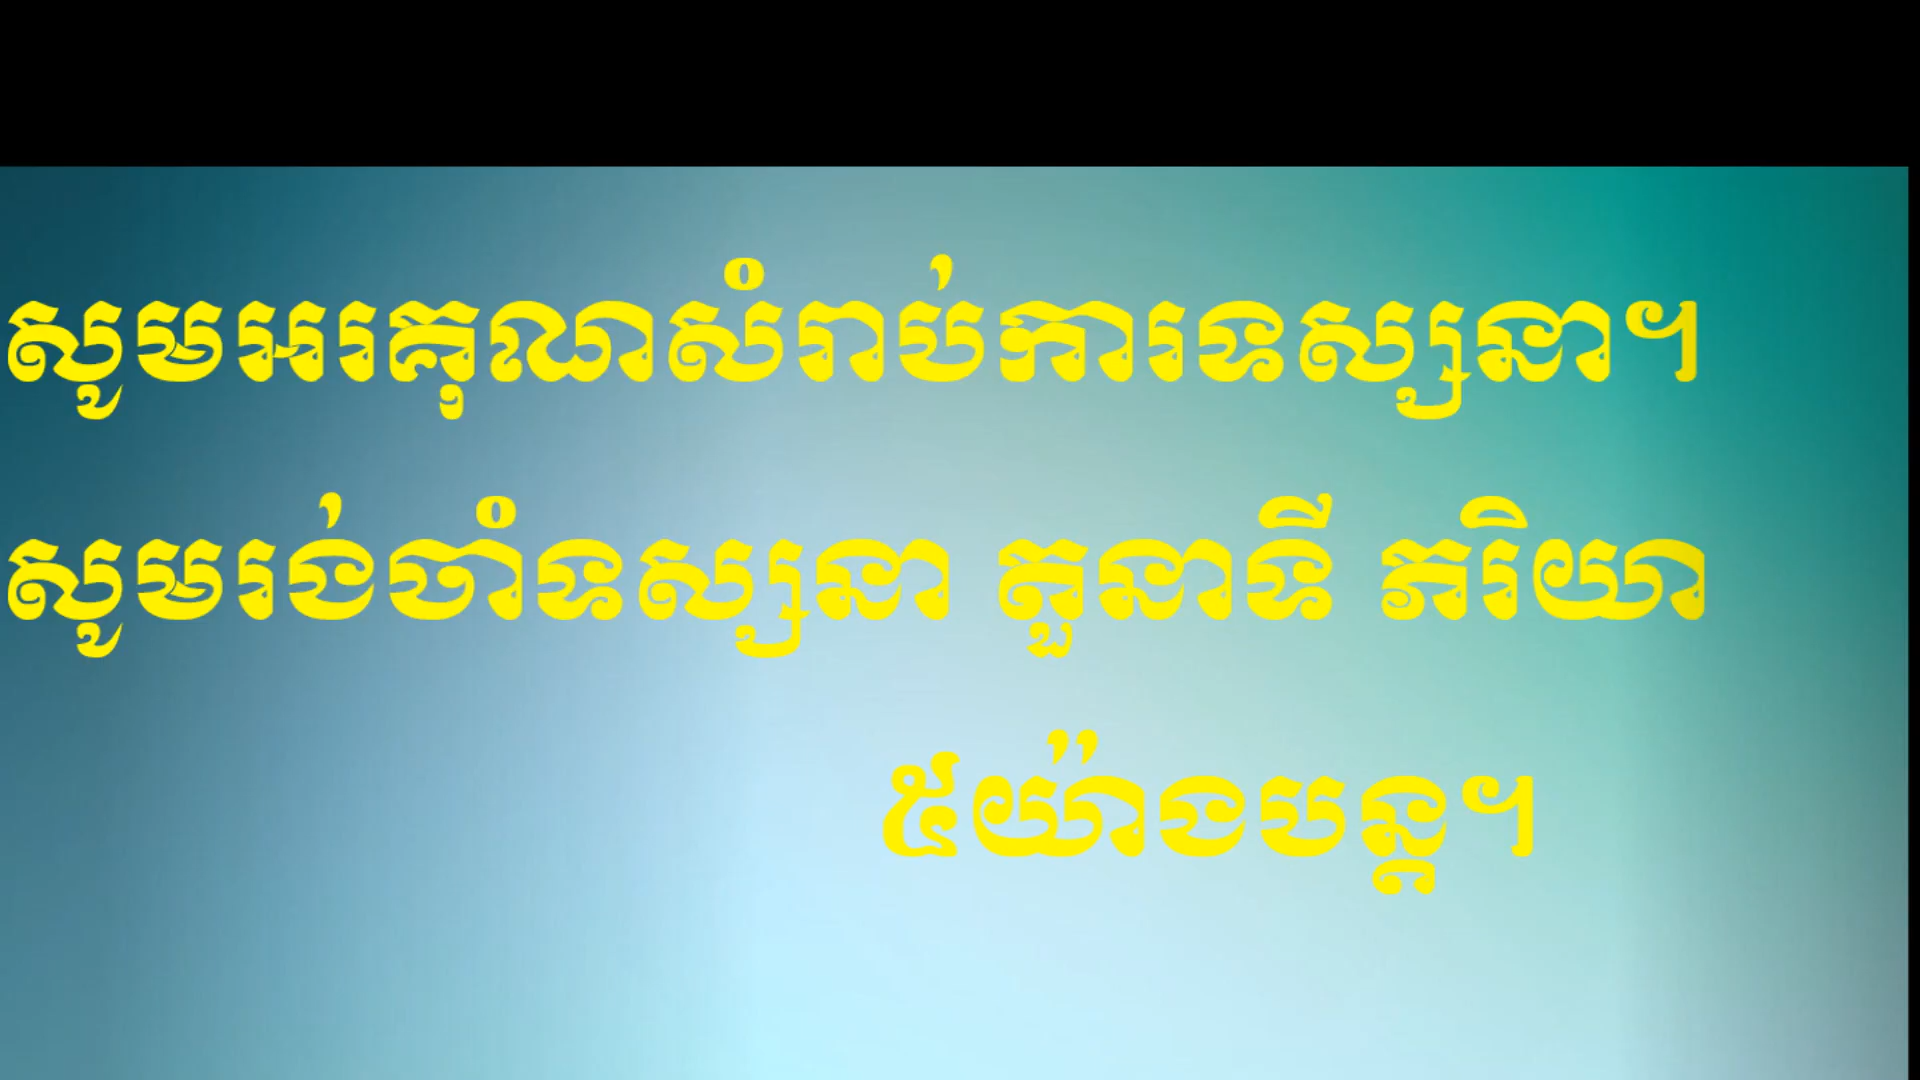 សូមអរគុណសំរាប់ការទស្សនា។
សូមរង់ចាំទស្សនា តួនាទី ភរិយា
៥យ៉ាងបន្ត។